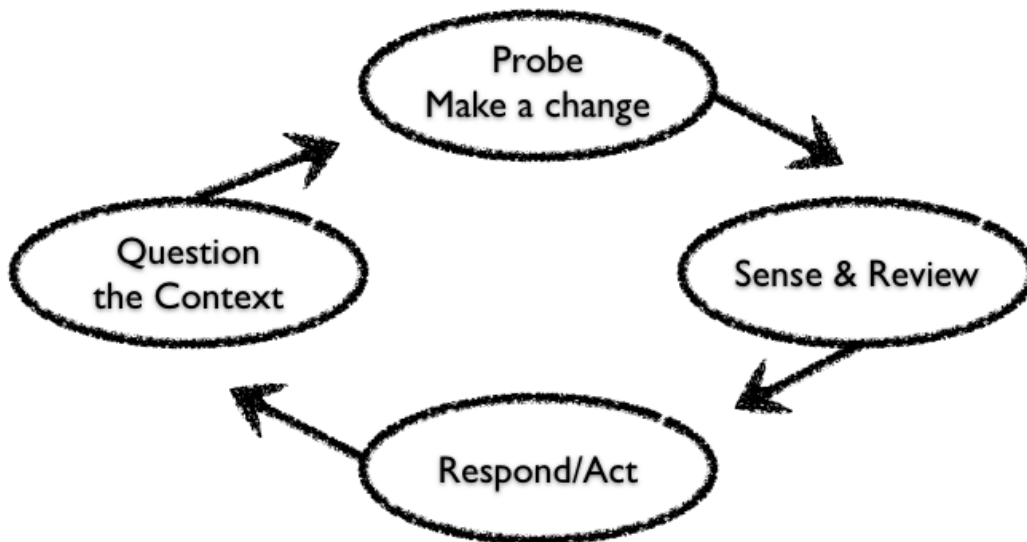 Probe
Make a change
Question
the Context
Sense & Review
Respond/Act